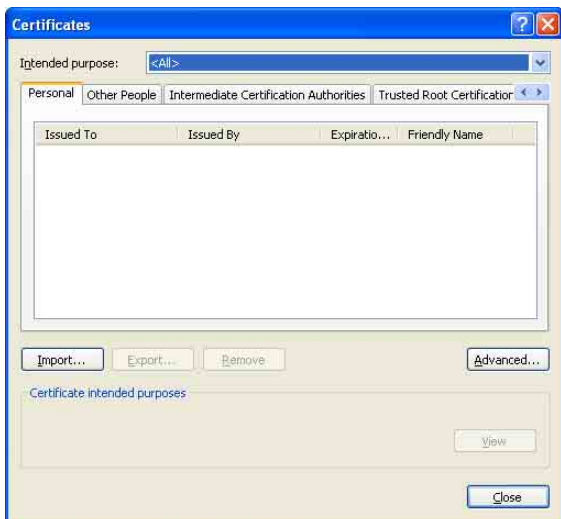 Certificates
Intended purpose: <All>
Personal Other People Intermediate Certification Authorities Trusted Root Certification
Issued To Issued By Expiratio... Friendly Name
Import... Export... Remove Advanced...
Certificate intended purposes
View
Close